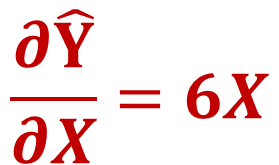 ∂Ŷ/∂X = 6X